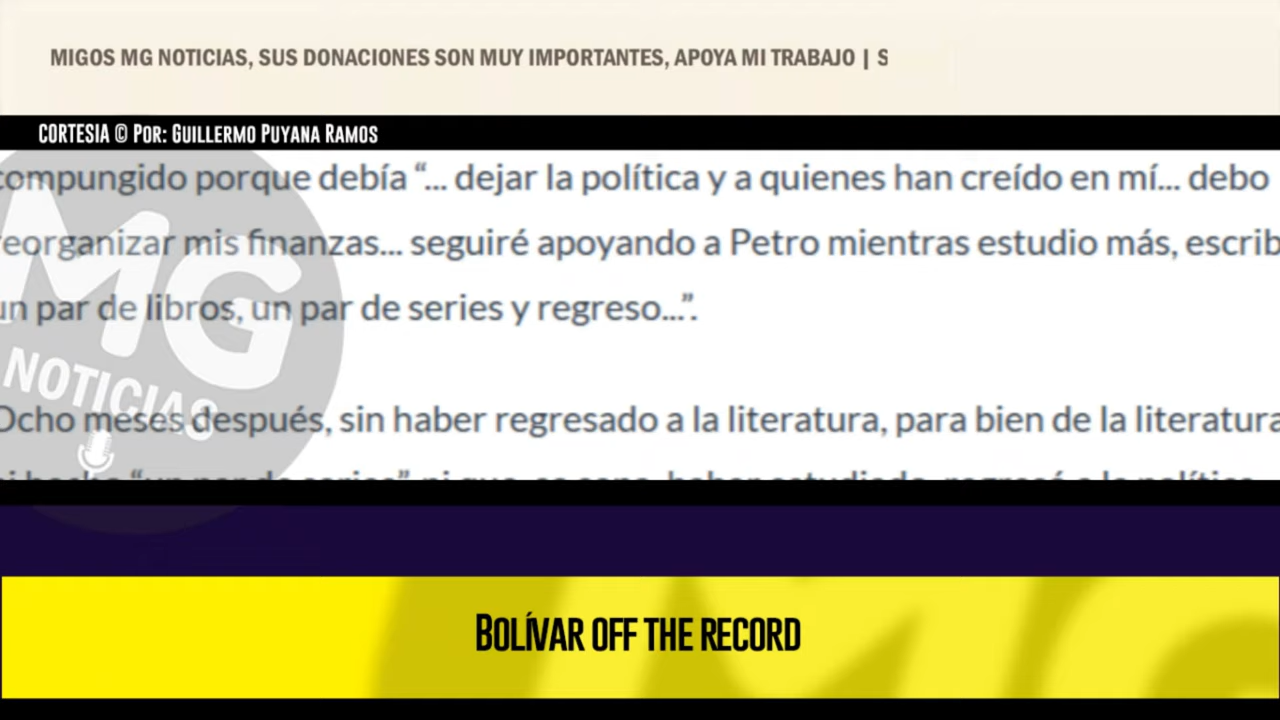 MIGOS MG NOTICIAS, SUS DONACIONES SON MUY IMPORTANTES, APOYA MI TRABAJO | S
CORTESIA © Por: Guillermo Puyana Ramos
compungido porque debía “... dejar la política y a quienes han creído en mí... debo
reorganizar mis finanzas... seguiré apoyando a Petro mientras estudio más, escrib
un par de libros, un par de series y regreso...”.
MG
NOTICIAS
Ocho meses después, sin haber regresado a la literatura, para bien de la literatura
Bolívar off the record